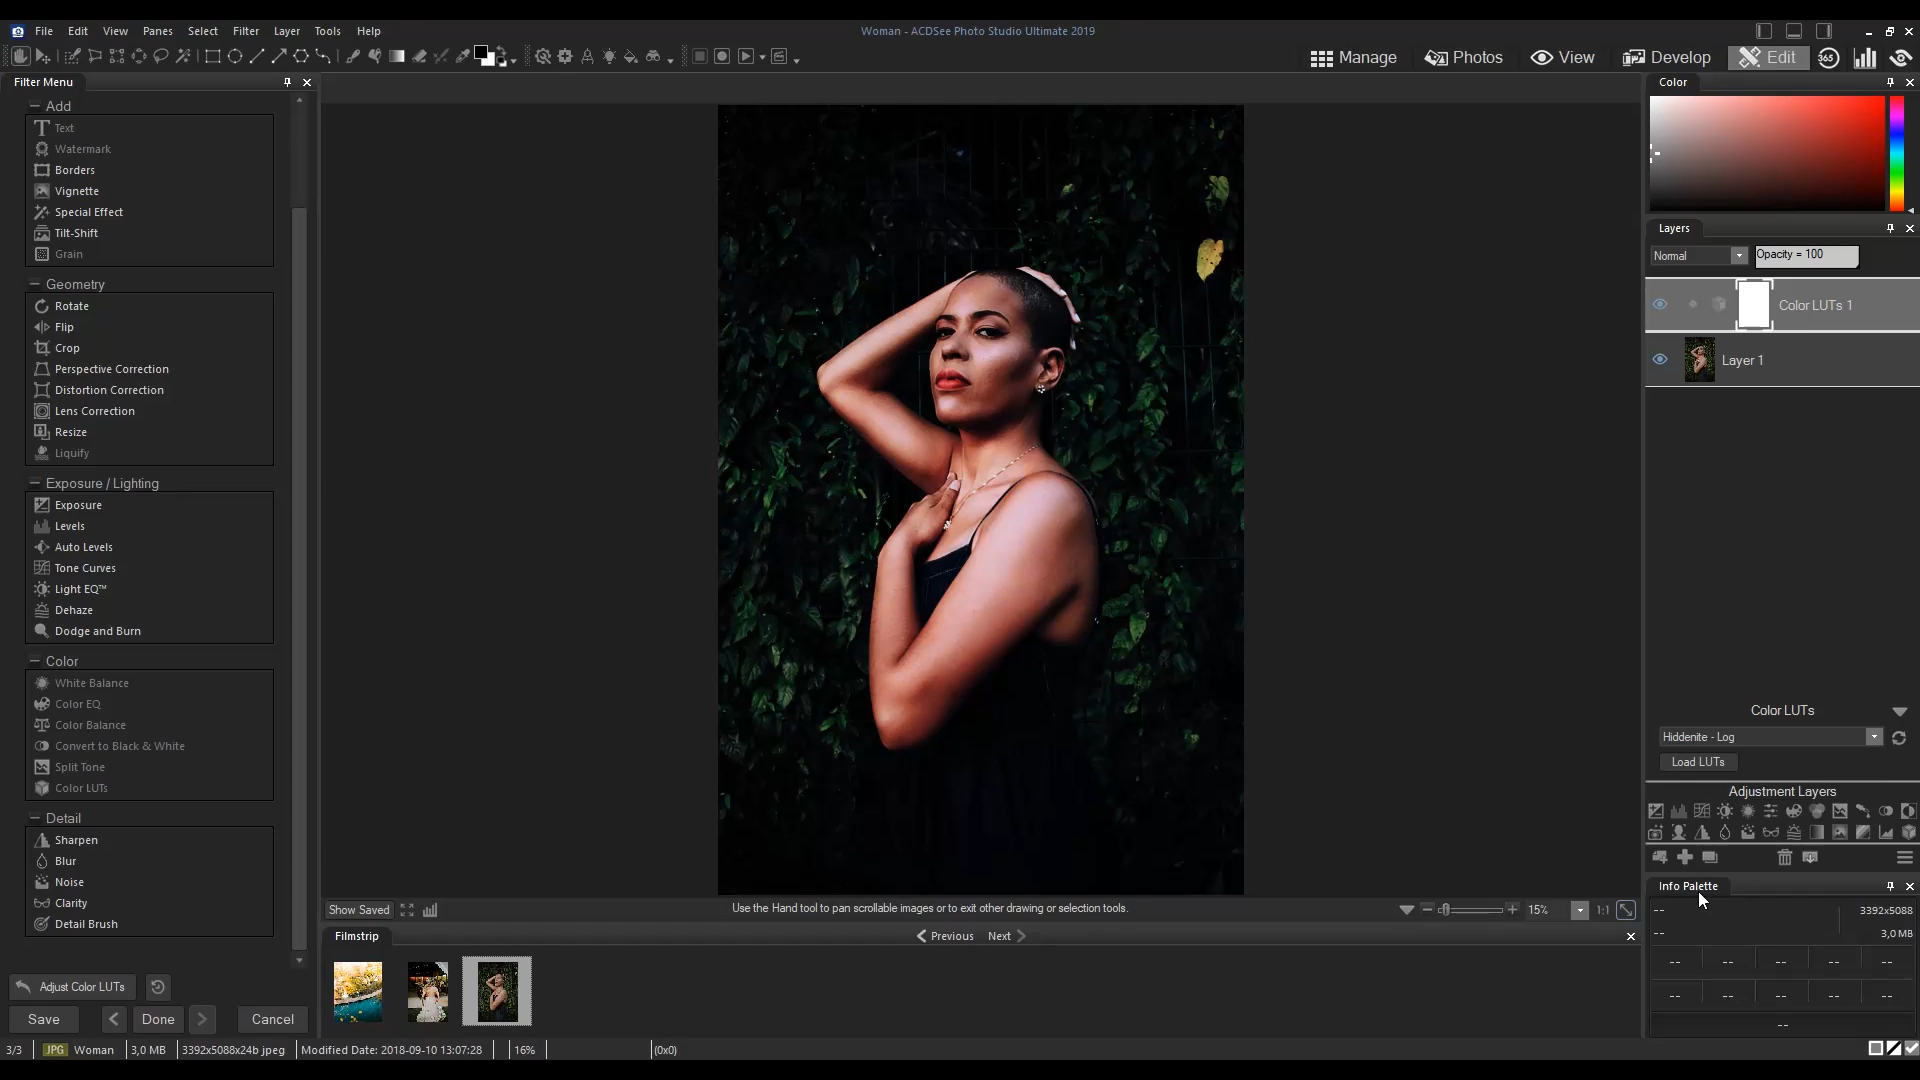 Woman - ACDSee Photo Studio Ultimate 2019
File Edit View Panes Select Filter Layer Tools Help
Manage Photos View Develop Edit 365
Filter Menu
Add
Text
Watermark
Borders
Vignette
Special Effect
Tilt-Shift
Grain
Geometry
Rotate
Flip
Crop
Perspective Correction
Distortion Correction
Lens Correction
Resize
Liquify
Exposure / Lighting
Exposure
Levels
Auto Levels
Tone Curves
Light EQ™
Dehaze
Dodge and Burn
Color
White Balance
Color EQ
Color Balance
Convert to Black & White
Split Tone
Color LUTs
Detail
Sharpen
Blur
Noise
Clarity
Detail Brush
Adjust Color LUTs
Save Done Cancel
Show Saved
Use the Hand tool to pan scrollable images or to exit other drawing or selection tools.
15% 1:1
Filmstrip
Previous Next
Color
Layers
Normal Opacity = 100
Color LUTs 1
Layer 1
Color LUTs
Hiddenite - Log
Load LUTs
Adjustment Layers
Info Palette
-- 3392x5088
-- 3,0 MB
-- -- -- -- --
-- -- -- -- --
--
3/3 JPG Woman 3,0 MB 3392x5088x24b jpeg Modified Date: 2018-09-10 13:07:28 16% (0x0)